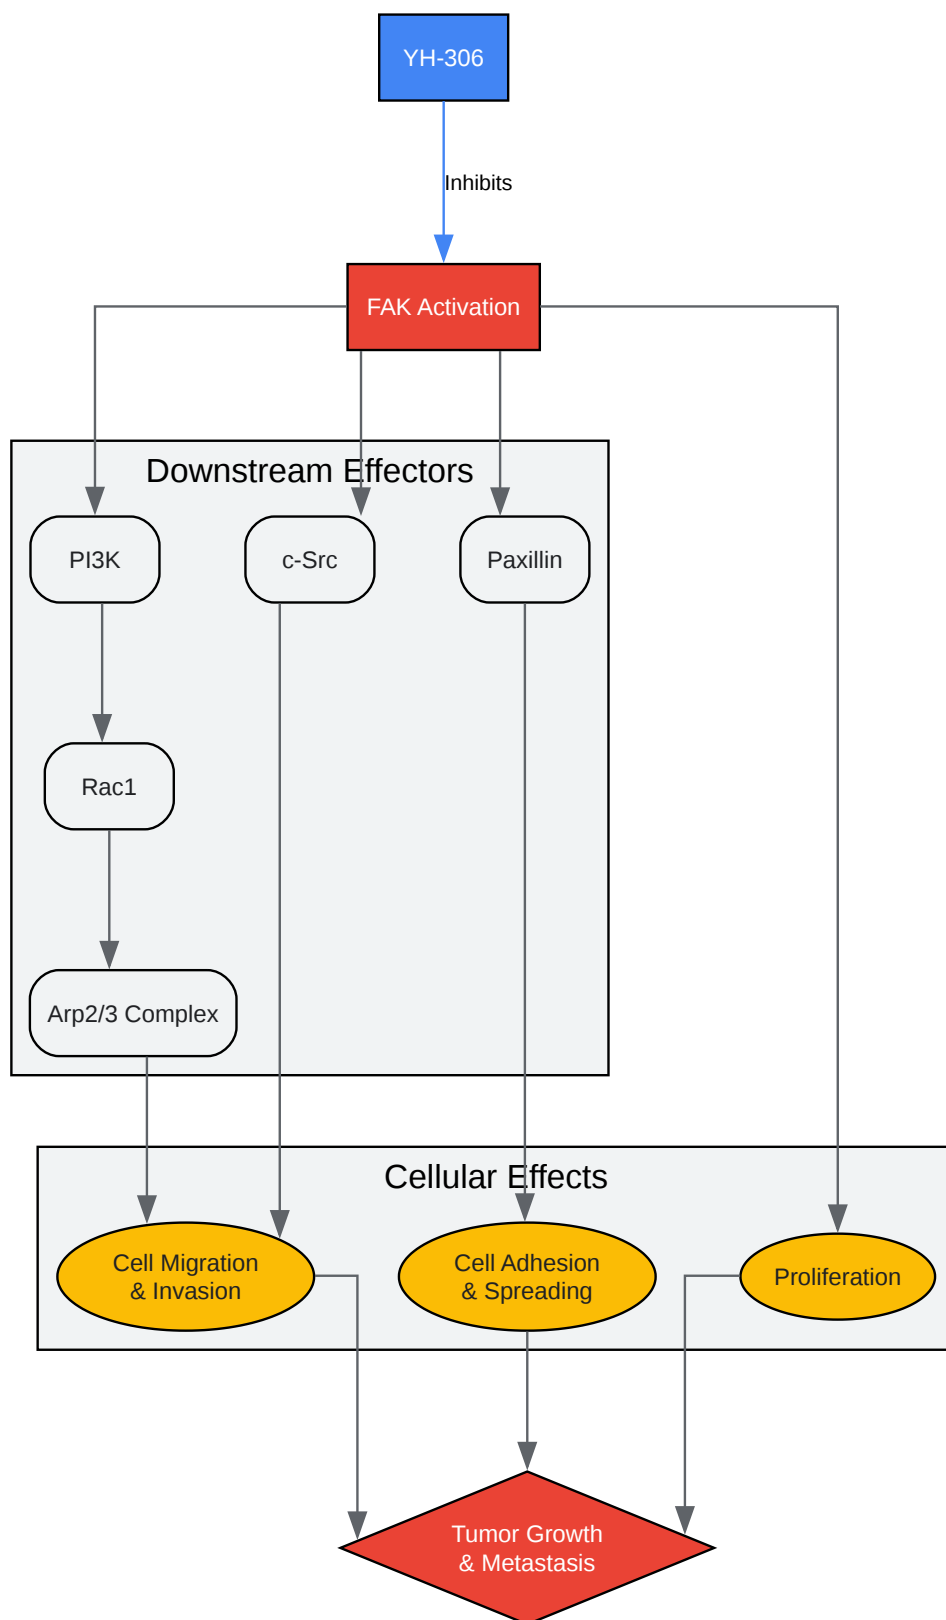 YH-306
Inhibits
FAK Activation
Downstream Effectors
PI3K
c-Src
Paxillin
Rac1
Arp2/3 Complex
Cellular Effects
Cell Migration
& Invasion
Cell Adhesion
& Spreading
Proliferation
Tumor Growth
& Metastasis